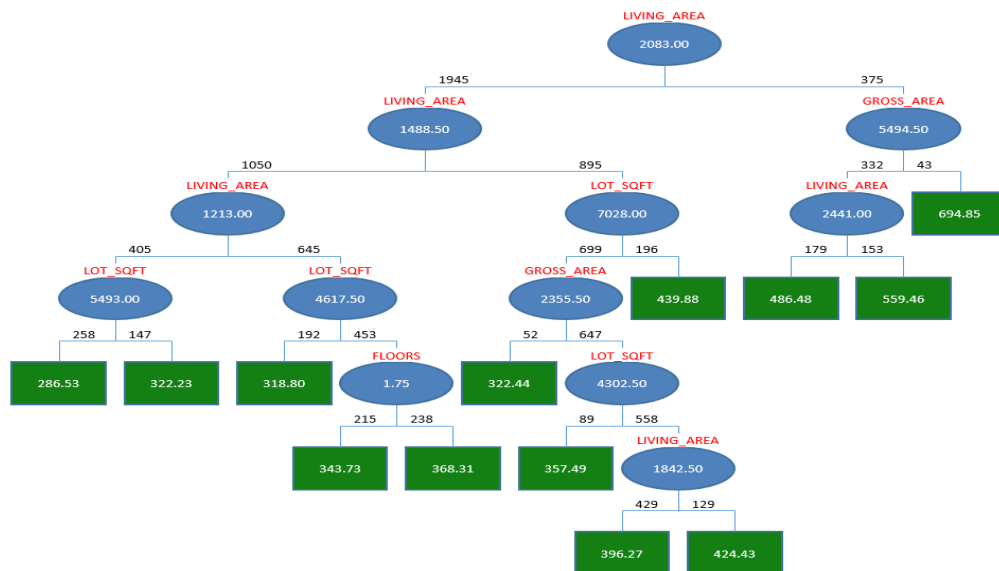 LIVING_AREA
2083.00
1945 375
LIVING_AREA GROSS_AREA
1488.50 5494.50
1050 895 332 43
LIVING_AREA LOT_SQFT LIVING_AREA
1213.00 7028.00 2441.00 694.85
405 645 699 196 179 153
LOT_SQFT LOT_SQFT GROSS_AREA
5493.00 4617.50 2355.50 439.88 486.48 559.46
258 147 192 453 52 647
FLOORS LOT_SQFT
286.53 322.23 318.80 1.75 322.44 4302.50
215 238 89 558
LIVING_AREA
343.73 368.31 357.49 1842.50
429 129
396.27 424.43